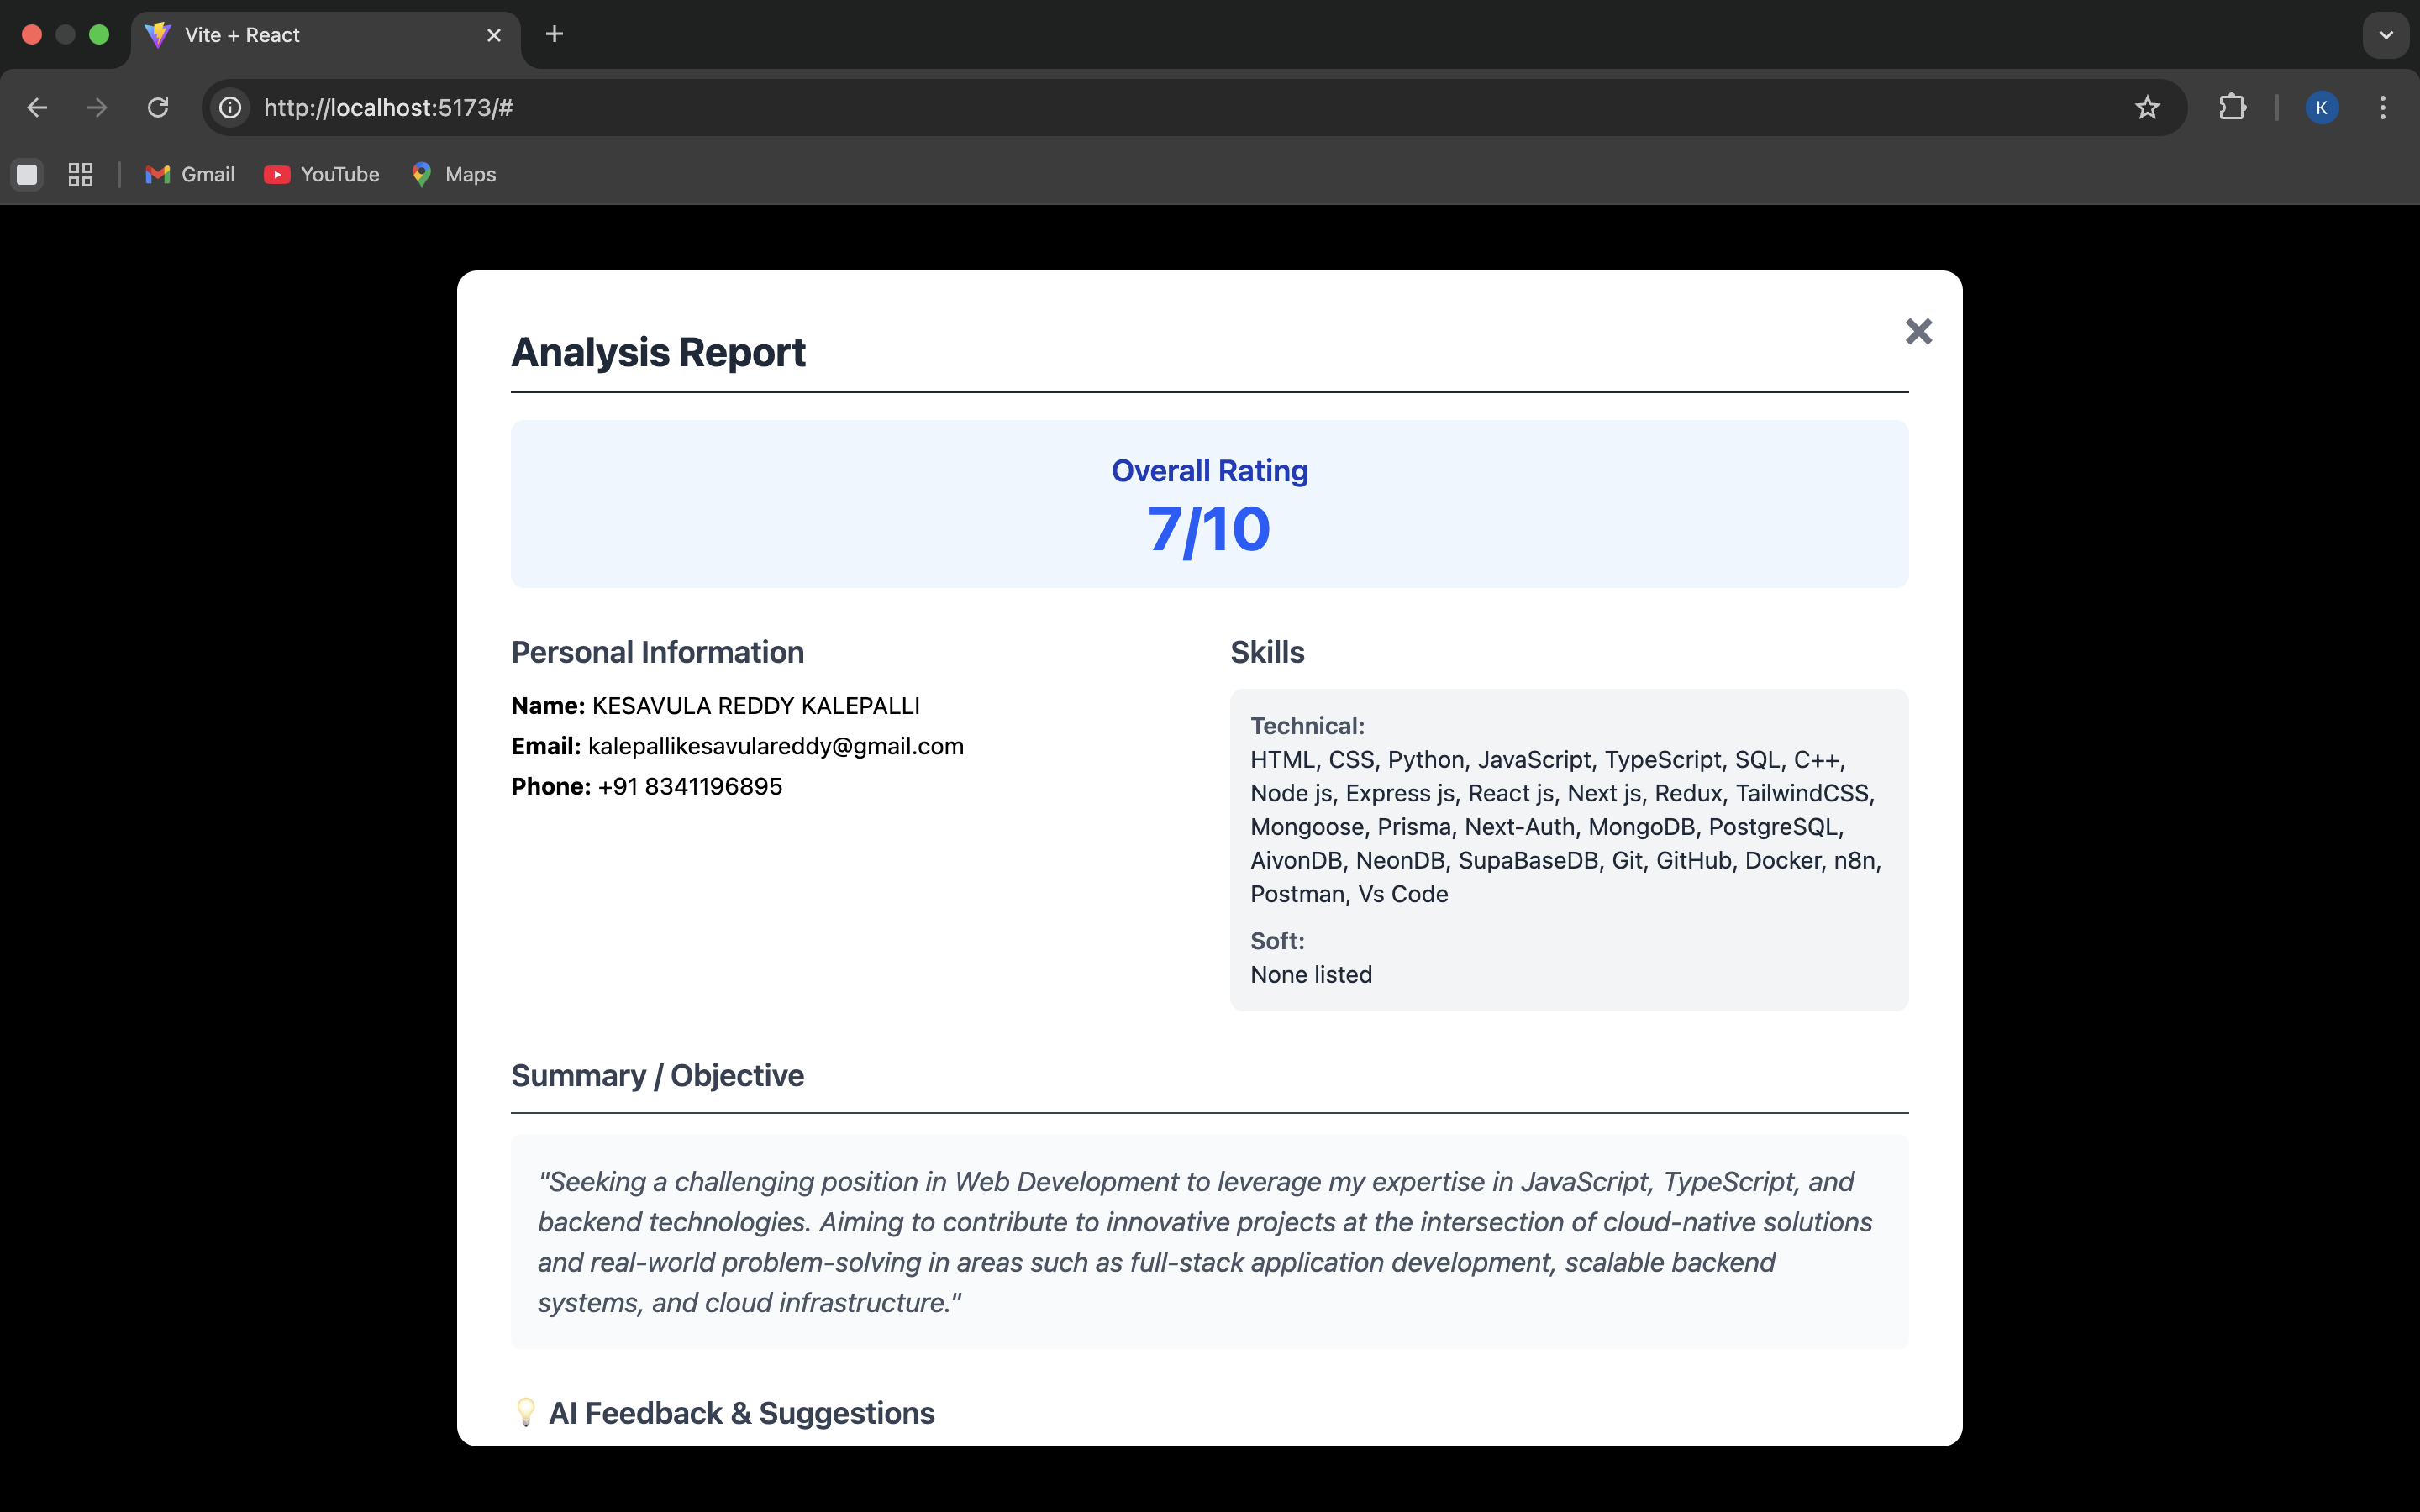 Vite + React
http://localhost:5173/#
K
Gmail
YouTube
Maps
Analysis Report
Overall Rating
7/10
Personal Information
Name: KESAVULA REDDY KALEPALLI
Email: kalepallikesavulareddy@gmail.com
Phone: +91 8341196895
Skills
Technical:
HTML, CSS, Python, JavaScript, TypeScript, SQL, C++,
Node js, Express js, React js, Next js, Redux, TailwindCSS,
Mongoose, Prisma, Next-Auth, MongoDB, PostgreSQL,
AivonDB, NeonDB, SupaBaseDB, Git, GitHub, Docker, n8n,
Postman, Vs Code
Soft:
None listed
Summary / Objective
"Seeking a challenging position in Web Development to leverage my expertise in JavaScript, TypeScript, and
backend technologies. Aiming to contribute to innovative projects at the intersection of cloud-native solutions
and real-world problem-solving in areas such as full-stack application development, scalable backend
systems, and cloud infrastructure."
💡 AI Feedback & Suggestions